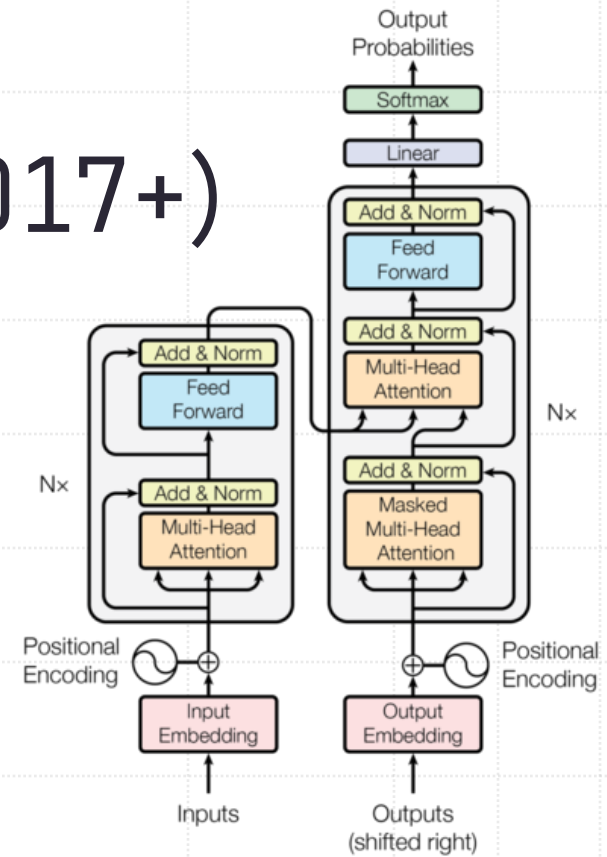 Output
Probabilities
Softmax
Linear
017+)
Add & Norm
Feed
Forward
Add & Norm
Multi-Head
Attention
Nx
Add & Norm
Masked
Multi-Head
Attention
Add & Norm
Feed
Forward
Nx
Add & Norm
Multi-Head
Attention
Positional
Encoding
Positional
Encoding
Input
Embedding
Output
Embedding
Inputs
Outputs
(shifted right)